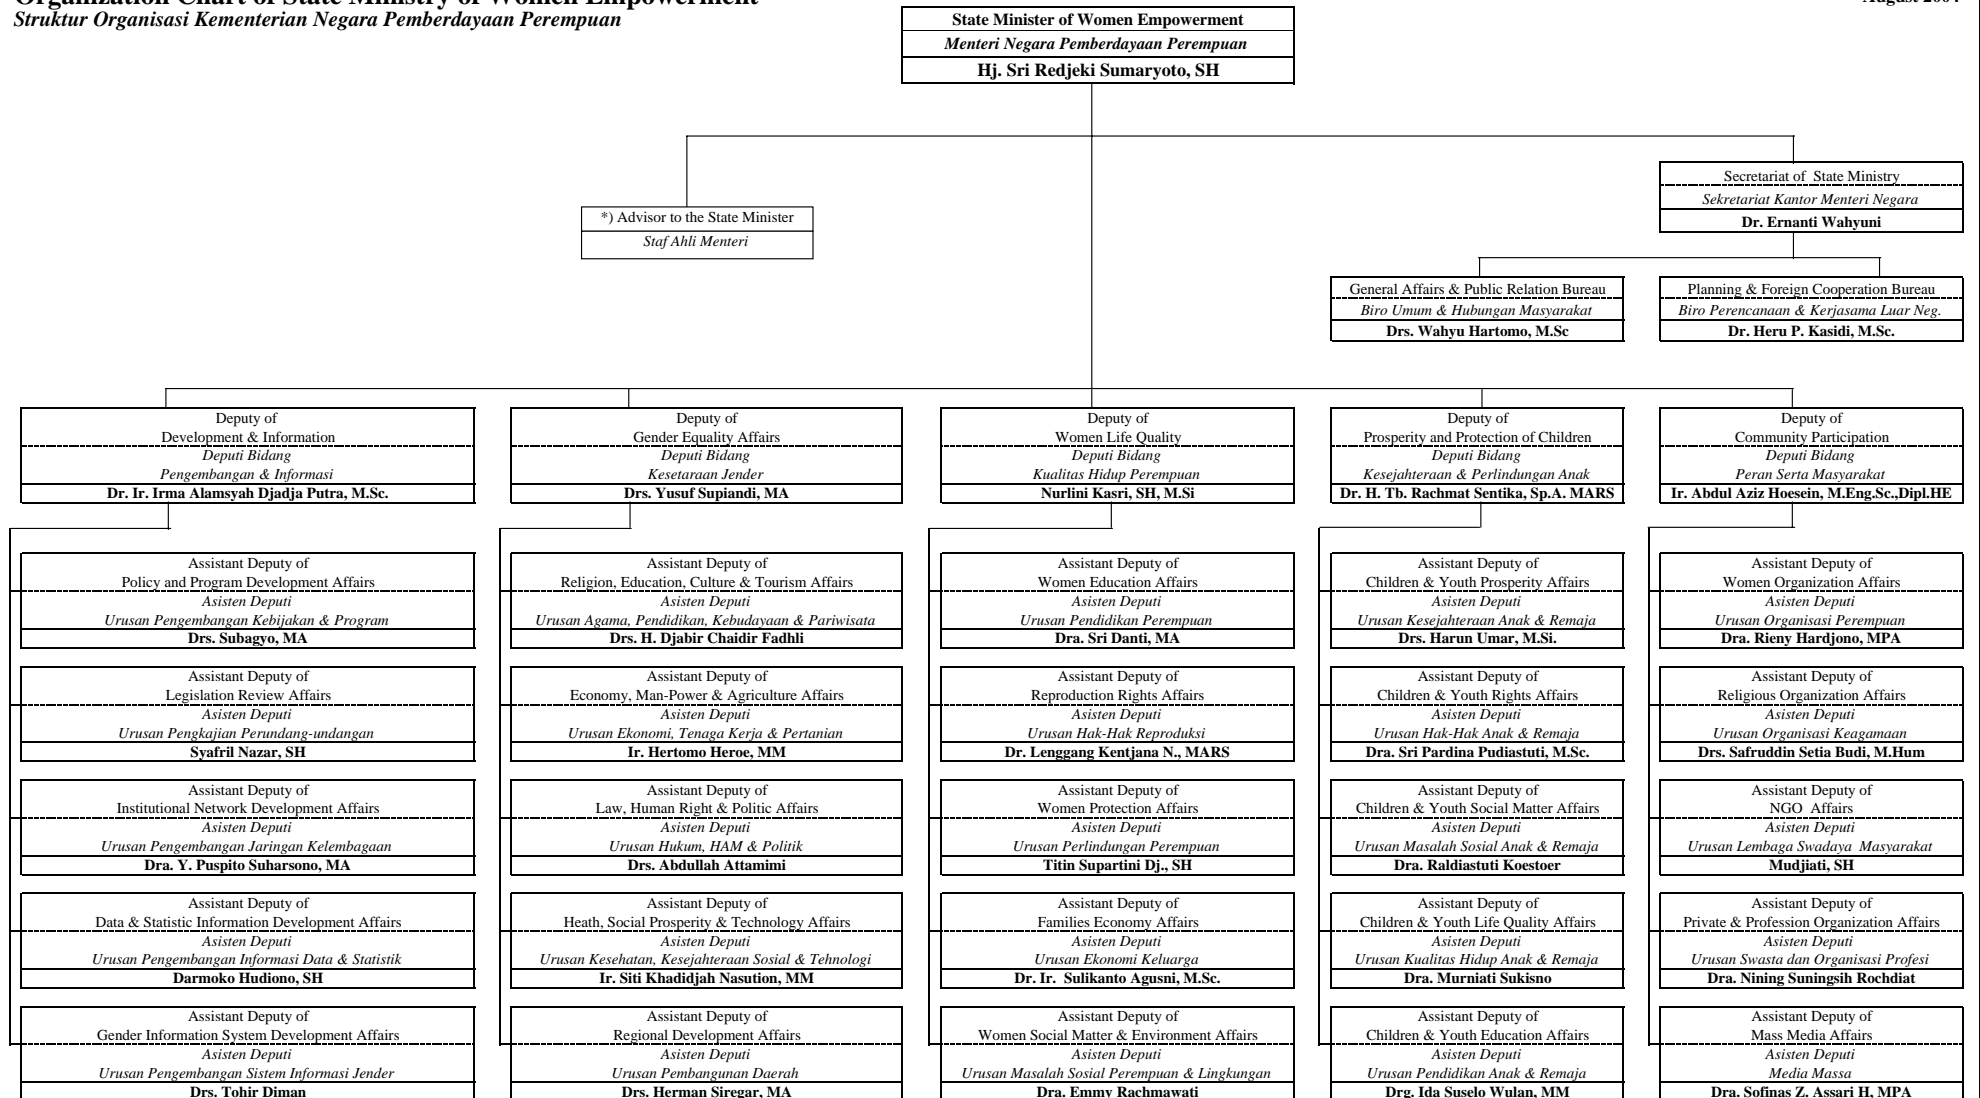 Organization Chart of State Ministry of Women Empowerment
Struktur Organisasi Kementerian Negara Pemberdayaan Perempuan
State Minister of Women Empowerment
Menteri Negara Pemberdayaan Perempuan
Hj. Sri Redjeki Sumaryoto, SH
*) Advisor to the State Minister
Staf Ahli Menteri
Secretariat of State Ministry
Sekretariat Kantor Menteri Negara
Dr. Ernanti Wahyuni
General Affairs & Public Relation Bureau
Biro Umum & Hubungan Masyarakat
Drs. Wahyu Hartomo, M.Sc
Planning & Foreign Cooperation Bureau
Biro Perencanaan & Kerjasama Luar Neg.
Dr. Heru P. Kasidi, M.Sc.
Deputy of
Development & Information
Deputi Bidang
Pengembangan & Informasi
Dr. Ir. Irma Alamsyah Djadja Putra, M.Sc.
Assistant Deputy of
Policy and Program Development Affairs
Asisten Deputi
Urusan Pengembangan Kebijakan & Program
Drs. Subagyo, MA
Assistant Deputy of
Legislation Review Affairs
Asisten Deputi
Urusan Pengkajian Perundang-undangan
Syafril Nazar, SH
Assistant Deputy of
Institutional Network Development Affairs
Asisten Deputi
Urusan Pengembangan Jaringan Kelembagaan
Dra. Y. Puspito Suharsono, MA
Assistant Deputy of
Data & Statistic Information Development Affairs
Asisten Deputi
Urusan Pengembangan Informasi Data & Statistik
Darmoko Hudiono, SH
Assistant Deputy of
Gender Information System Development Affairs
Asisten Deputi
Urusan Pengembangan Sistem Informasi Jender
Drs. Tohir Diman
Deputy of
Gender Equality Affairs
Deputi Bidang
Kesetaraan Jender
Drs. Yusuf Supiandi, MA
Assistant Deputy of
Religion, Education, Culture & Tourism Affairs
Asisten Deputi
Urusan Agama, Pendidikan, Kebudayaan & Pariwisata
Drs. H. Djabir Chaidir Fadhli
Assistant Deputy of
Economy, Man-Power & Agriculture Affairs
Asisten Deputi
Urusan Ekonomi, Tenaga Kerja & Pertanian
Ir. Hertomo Heroe, MM
Assistant Deputy of
Law, Human Right & Politic Affairs
Asisten Deputi
Urusan Hukum, HAM & Politik
Drs. Abdullah Attamimi
Assistant Deputy of
Heath, Social Prosperity & Technology Affairs
Asisten Deputi
Urusan Kesehatan, Kesejahteraan Sosial & Tehnologi
Ir. Siti Khadidjah Nasution, MM
Assistant Deputy of
Regional Development Affairs
Asisten Deputi
Urusan Pembangunan Daerah
Drs. Herman Siregar, MA
Deputy of
Women Life Quality
Deputi Bidang
Kualitas Hidup Perempuan
Nurlini Kasri, SH, M.Si
Assistant Deputy of
Women Education Affairs
Asisten Deputi
Urusan Pendidikan Perempuan
Dra. Sri Danti, MA
Assistant Deputy of
Reproduction Rights Affairs
Asisten Deputi
Urusan Hak-Hak Reproduksi
Dr. Lenggang Kentjana N., MARS
Assistant Deputy of
Women Protection Affairs
Asisten Deputi
Urusan Perlindungan Perempuan
Titin Supartini Dj., SH
Assistant Deputy of
Families Economy Affairs
Asisten Deputi
Urusan Ekonomi Keluarga
Dr. Ir. Sulikanto Agusni, M.Sc.
Assistant Deputy of
Women Social Matter & Environment Affairs
Asisten Deputi
Urusan Masalah Sosial Perempuan & Lingkungan
Dra. Emmy Rachmawati
Deputy of
Prosperity and Protection of Children
Deputi Bidang
Kesejahteraan & Perlindungan Anak
Dr. H. Tb. Rachmat Sentika, Sp.A. MARS
Assistant Deputy of
Children & Youth Prosperity Affairs
Asisten Deputi
Urusan Kesejahteraan Anak & Remaja
Drs. Harun Umar, M.Si.
Assistant Deputy of
Children & Youth Rights Affairs
Asisten Deputi
Urusan Hak-Hak Anak & Remaja
Dra. Sri Pardina Pudiastuti, M.Sc.
Assistant Deputy of
Children & Youth Social Matter Affairs
Asisten Deputi
Urusan Masalah Sosial Anak & Remaja
Dra. Raldiastuti Koestoer
Assistant Deputy of
Children & Youth Life Quality Affairs
Asisten Deputi
Urusan Kualitas Hidup Anak & Remaja
Dra. Murniati Sukisno
Assistant Deputy of
Children & Youth Education Affairs
Asisten Deputi
Urusan Pendidikan Anak & Remaja
Drg. Ida Suselo Wulan, MM
Deputy of
Community Participation
Deputi Bidang
Peran Serta Masyarakat
Ir. Abdul Aziz Hoesein, M.Eng.Sc.,Dipl.HE
Assistant Deputy of
Women Organization Affairs
Asisten Deputi
Urusan Organisasi Perempuan
Dra. Rieny Hardjono, MPA
Assistant Deputy of
Religious Organization Affairs
Asisten Deputi
Urusan Organisasi Keagamaan
Drs. Safruddin Setia Budi, M.Hum
Assistant Deputy of
NGO Affairs
Asisten Deputi
Urusan Lembaga Swadaya Masyarakat
Mudjiati, SH
Assistant Deputy of
Private & Profession Organization Affairs
Asisten Deputi
Urusan Swasta dan Organisasi Profesi
Dra. Nining Suningsih Rochdiat
Assistant Deputy of
Mass Media Affairs
Asisten Deputi
Media Massa
Dra. Sofinas Z. Assari H, MPA